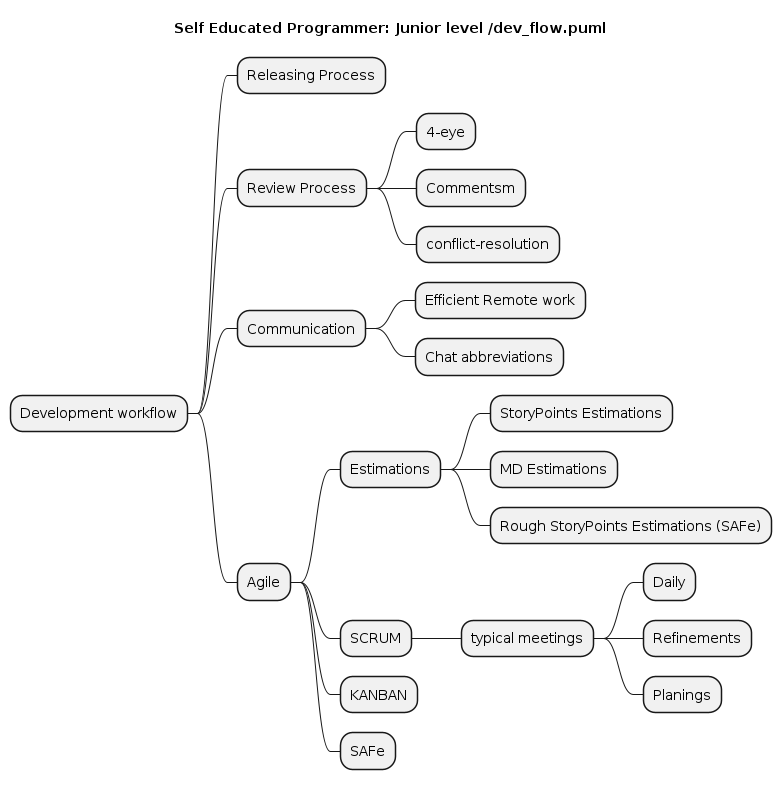 Self Educated Programmer: Junior level /dev_flow.puml
Releasing Process
4-eye
Review Process
Commentsm
conflict-resolution
Efficient Remote work
Communication
Chat abbreviations
Development workflow
StoryPoints Estimations
Estimations
MD Estimations
Rough StoryPoints Estimations (SAFe)
Agile
Daily
SCRUM
typical meetings
Refinements
KANBAN
Planings
SAFe